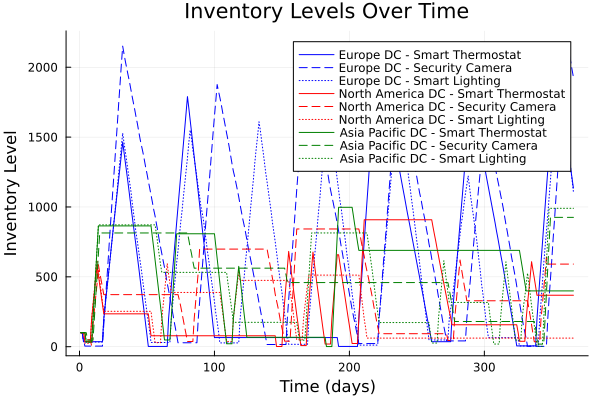 Inventory Levels Over Time
Inventory Level
2000
1500
1000
500
0
Europe DC - Smart Thermostat
Europe DC - Security Camera
Europe DC - Smart Lighting
North America DC - Smart Thermostat
North America DC - Security Camera
North America DC - Smart Lighting
Asia Pacific DC - Smart Thermostat
Asia Pacific DC - Security Camera
Asia Pacific DC - Smart Lighting
0 100 200 300
Time (days)